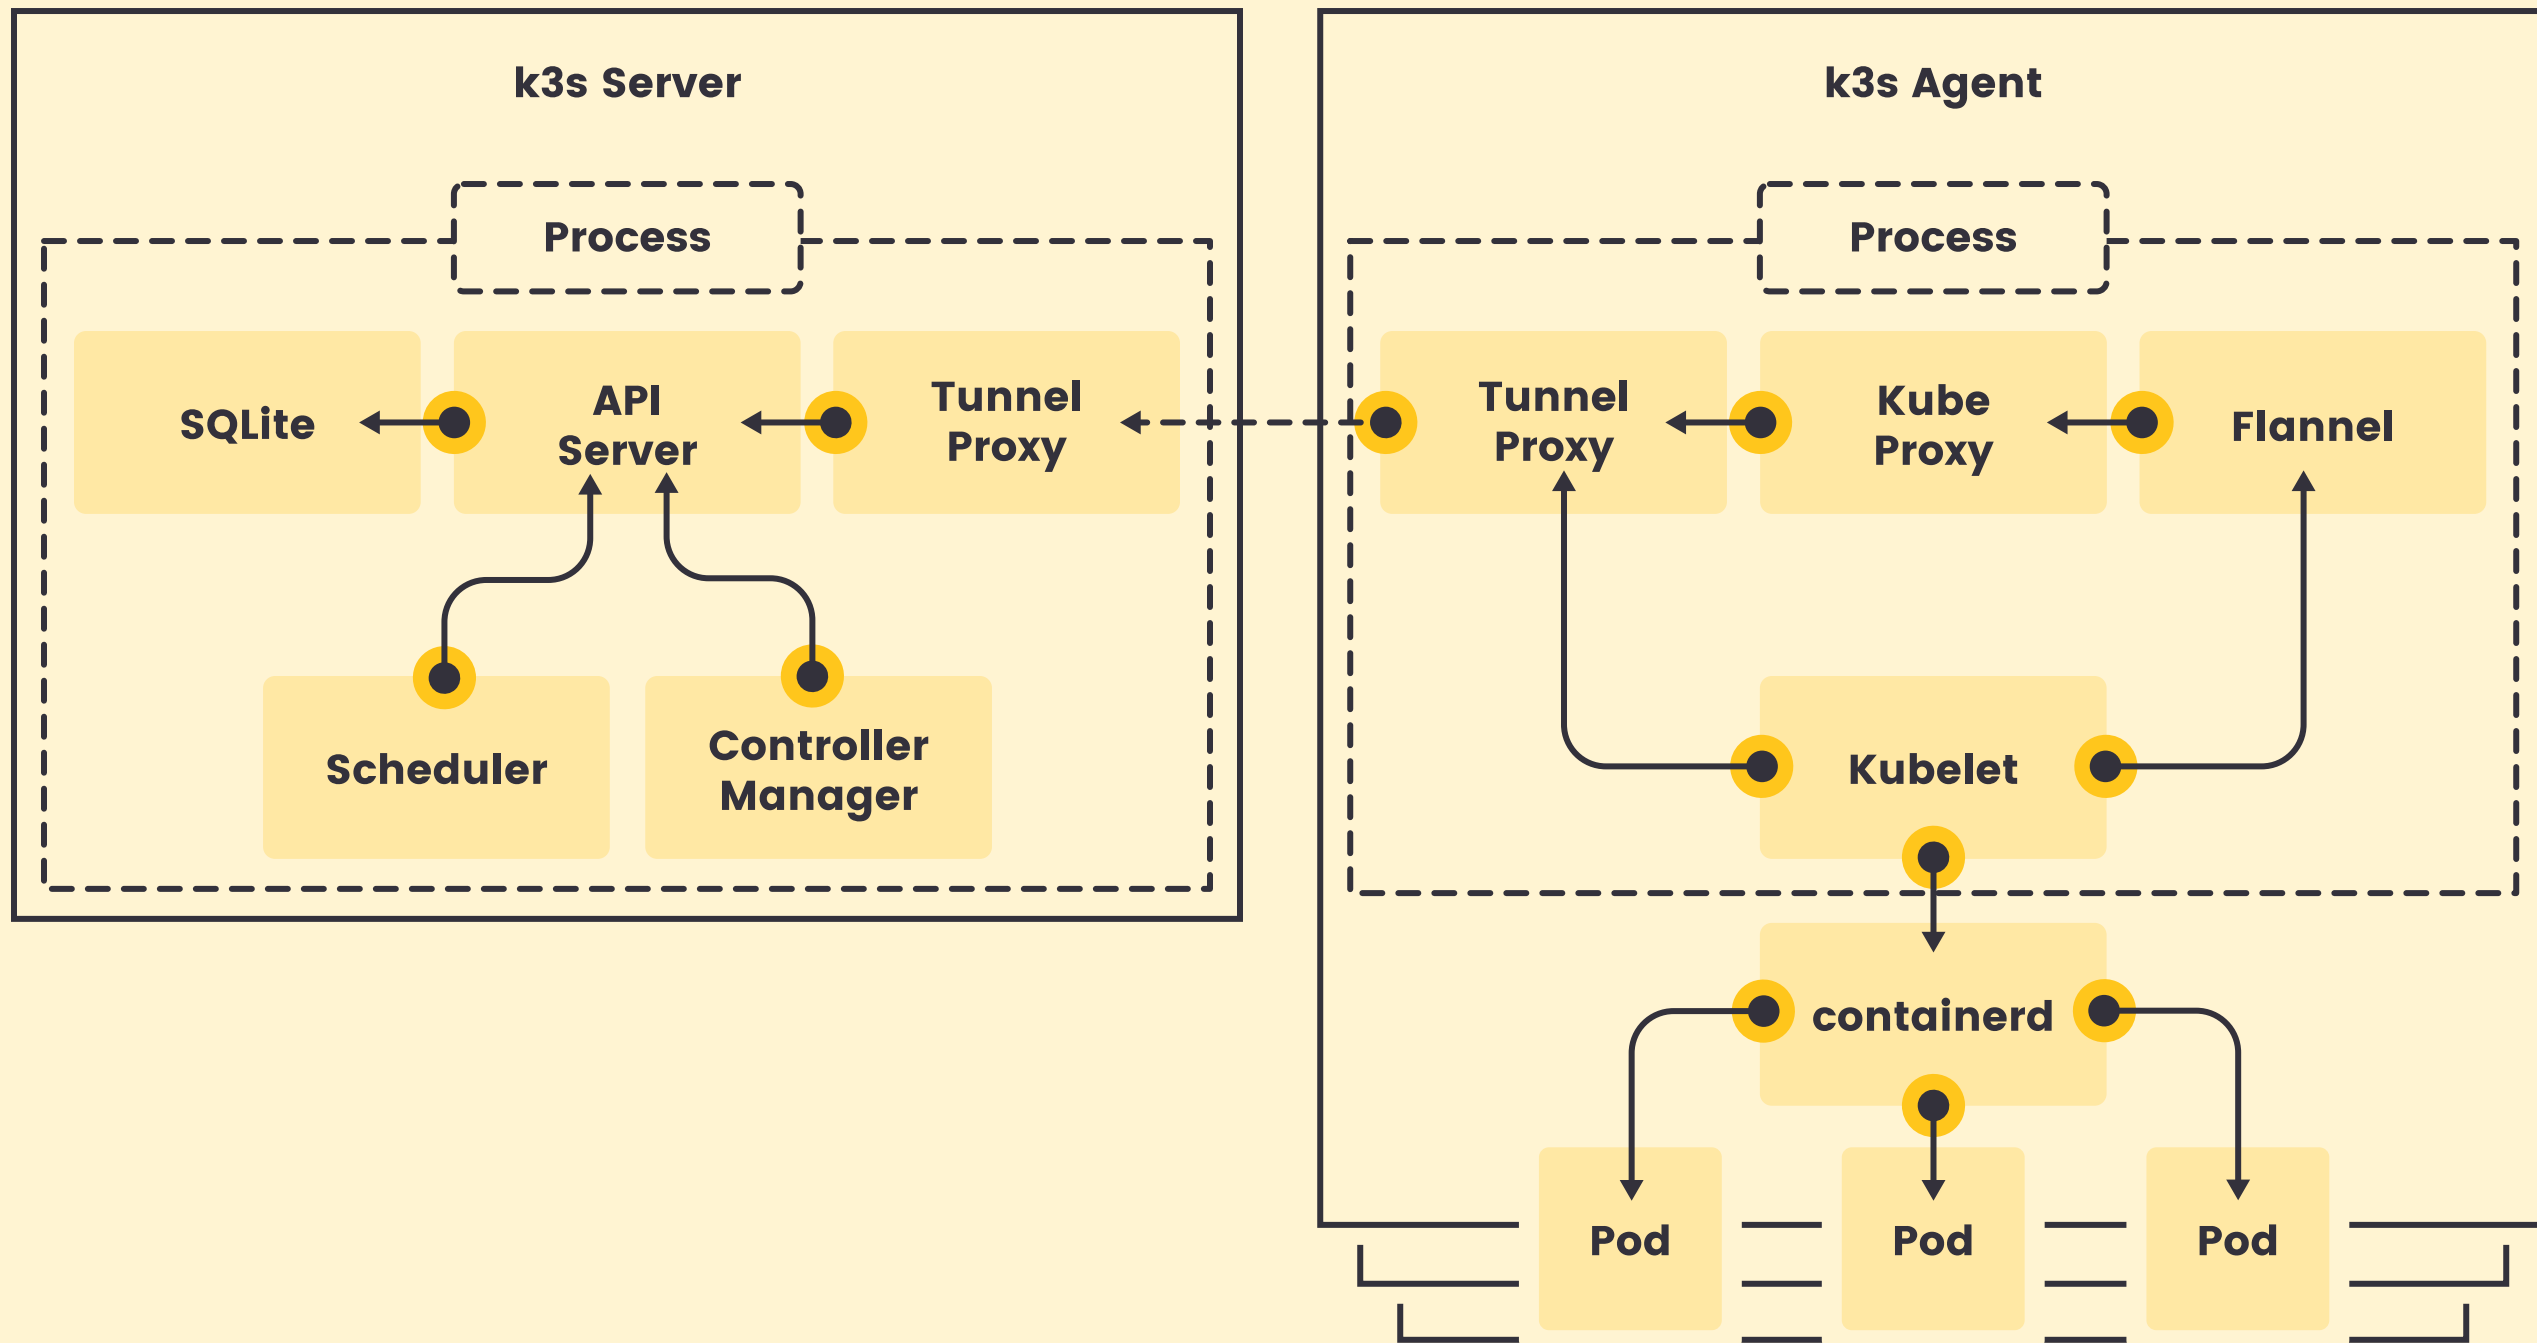 k3s Server
Process
SQLite
API
Server
Tunnel
Proxy
Scheduler
Controller
Manager
k3s Agent
Process
Tunnel
Proxy
Kube
Proxy
Flannel
Kubelet
containerd
Pod
Pod
Pod